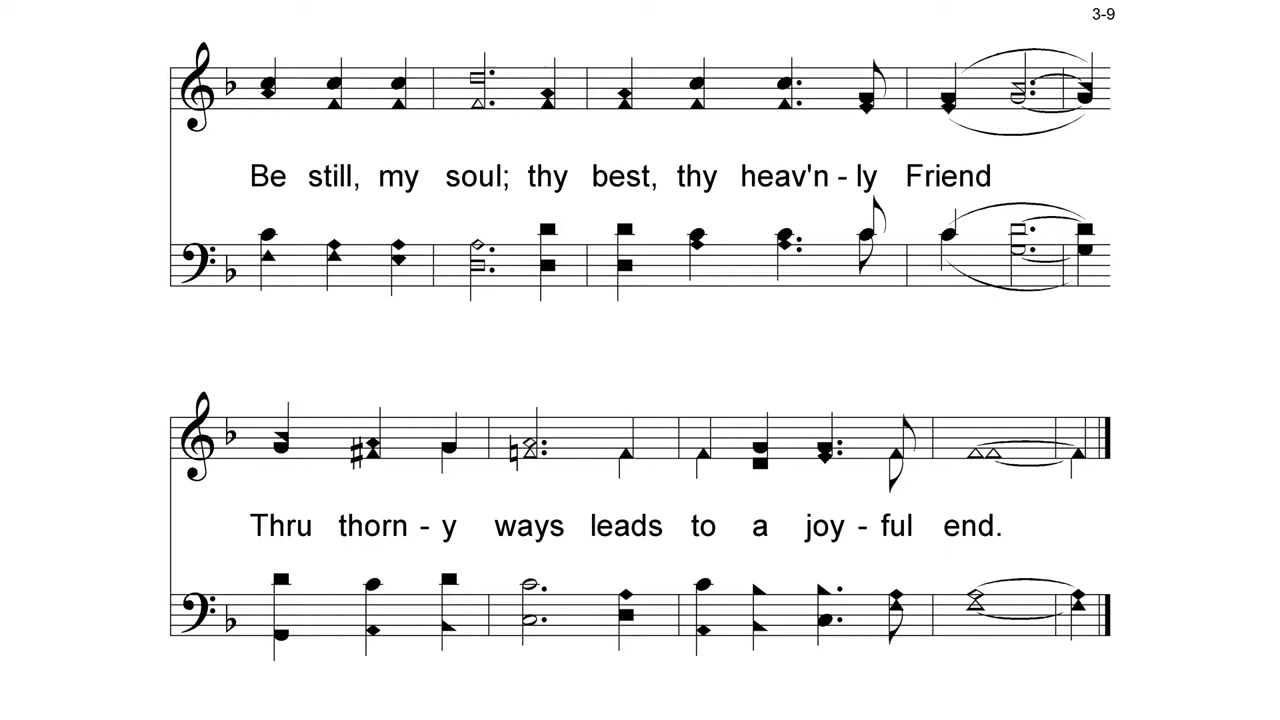 3-9
Be still, my soul; thy best, thy heav'n - ly Friend
Thru thorn - y ways leads to a joy - ful end.